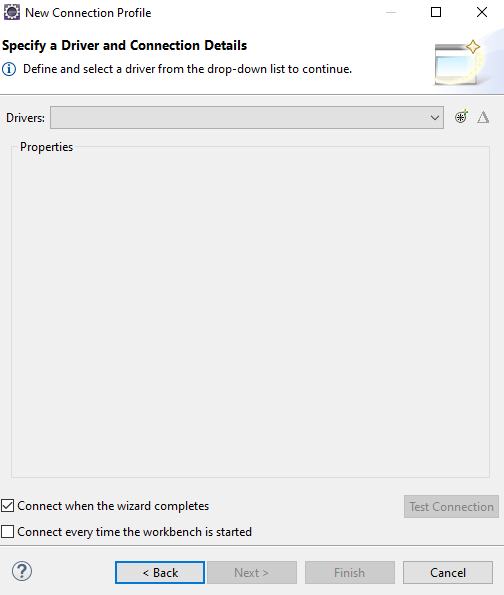 New Connection Profile
Specify a Driver and Connection Details
Define and select a driver from the drop-down list to continue.
Drivers:
Properties
Connect when the wizard completes
Test Connection
Connect every time the workbench is started
< Back
Next >
Finish
Cancel